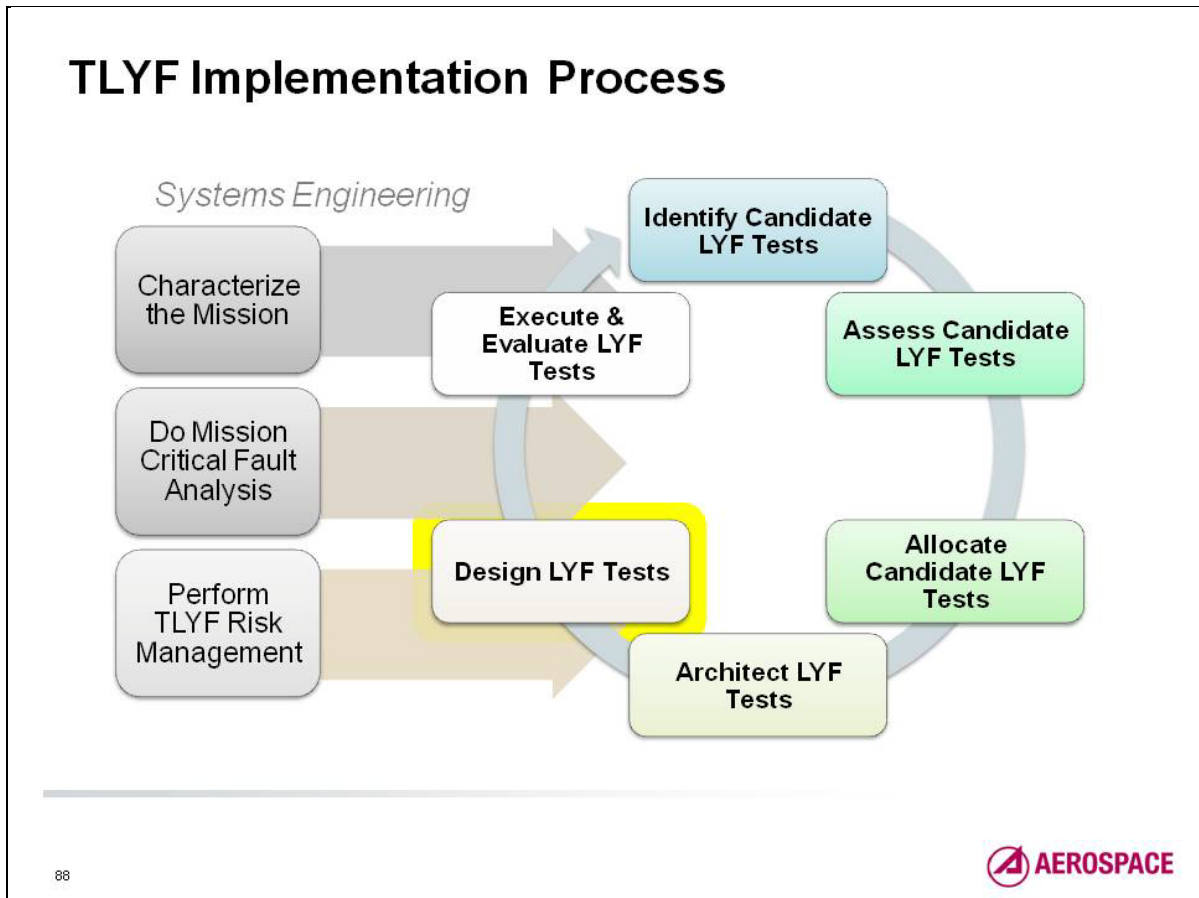 TLYF Implementation Process
Systems Engineering
Characterize
the Mission
Do Mission
Critical Fault
Analysis
Perform
TLYF Risk
Management
Identify Candidate
LYF Tests
Assess Candidate
LYF Tests
Allocate
Candidate LYF
Tests
Architect LYF
Tests
Design LYF Tests
Execute &
Evaluate LYF
Tests
88
AEROSPACE